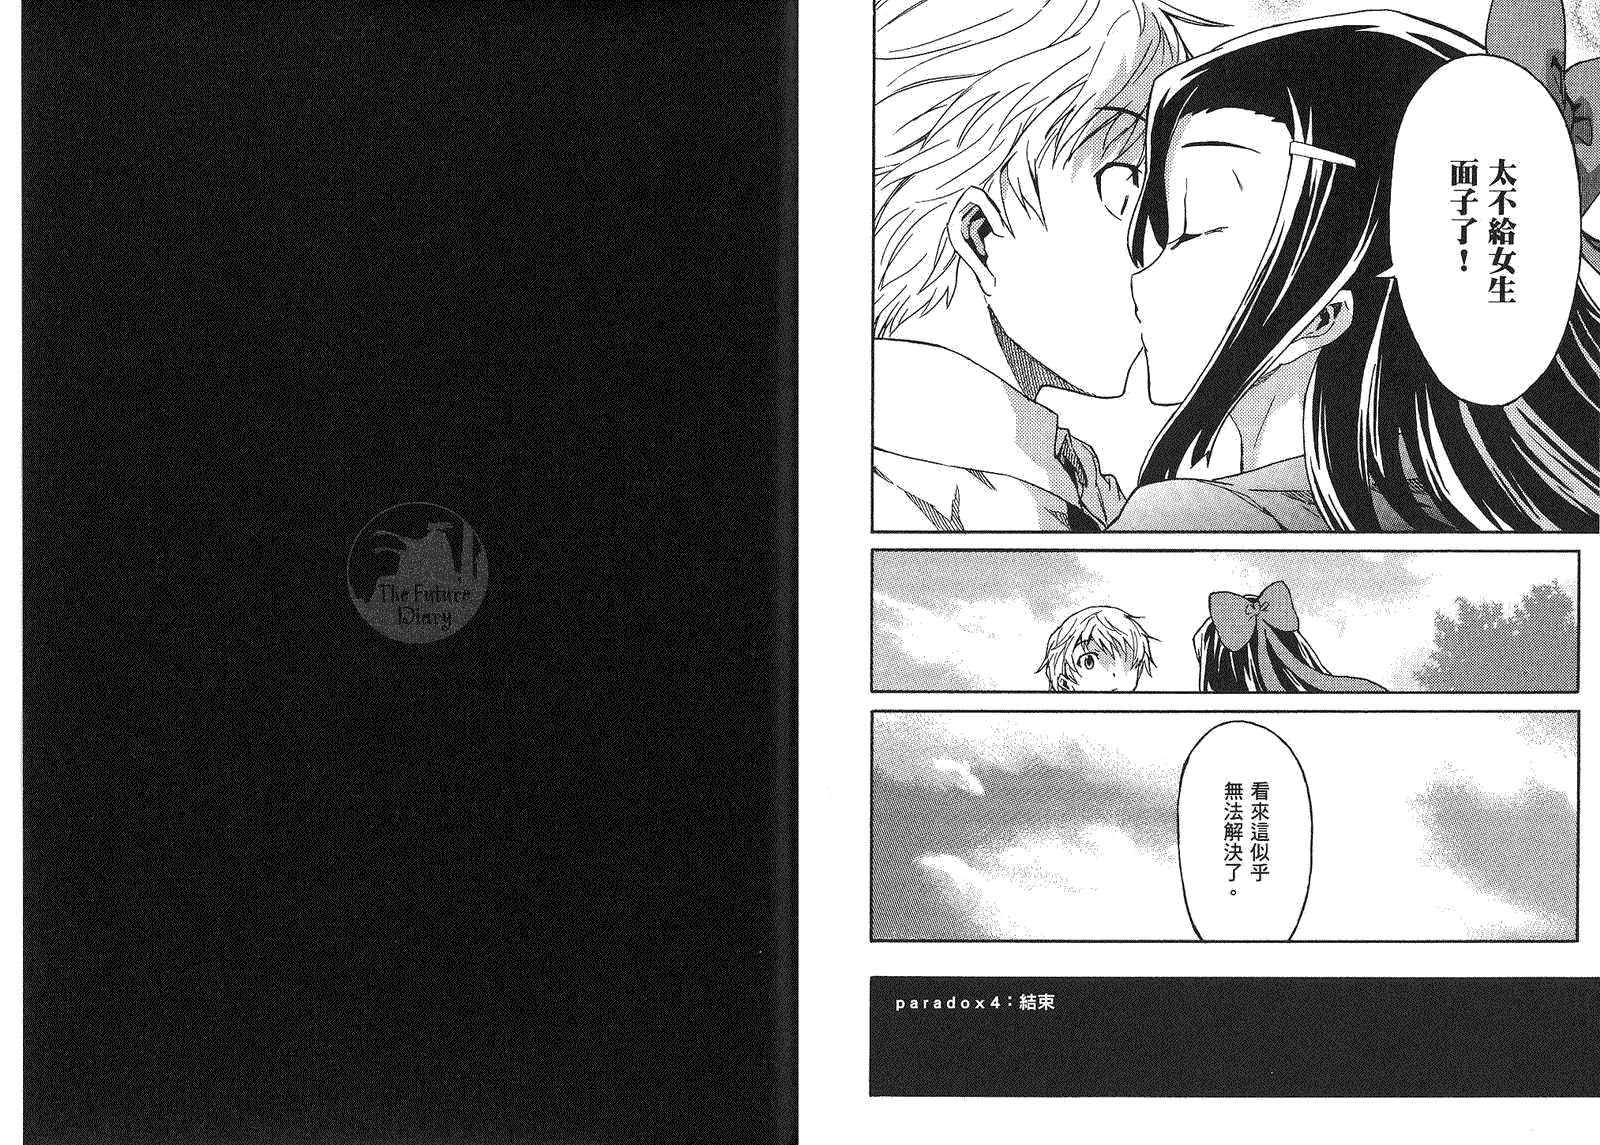 太不給女生
面子了！
看來這似乎
無法解決了。
paradox4：結束
The Future
Diary